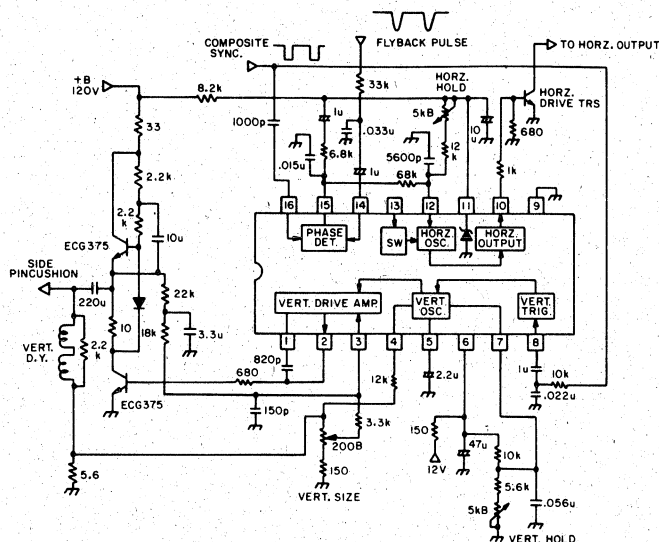 COMPOSITE
SYNC.
FLYBACK PULSE
TO HORZ. OUTPUT
+B
120V
8.2k
33k
HORZ.
HOLD
HORZ.
DRIVE TRS
33
1000p
1u
.033u
5kB
10u
680
2.2k
.015u
6.8k
1u
5600p
12
k
68k
1k
2.2
k
10u
16
15
14
13
12
11
10
9
PHASE
DET.
SW
HORZ.
OSC.
HORZ.
OUTPUT
SIDE
PINCUSHION
220u
22k
VERT. DRIVE AMP.
VERT.
OSC.
VERT.
TRIG.
VERT.
D.Y.
2.2
k
10
18k
3.3u
1
2
3
4
5
6
7
8
820p
680
12k
2.2u
1u
10k
.022u
ECG375
ECG375
150p
3.3k
200B
150
47u
10k
12V
5.6
150
VERT. SIZE
5.6k
.056u
5kB
VERT. HOLD